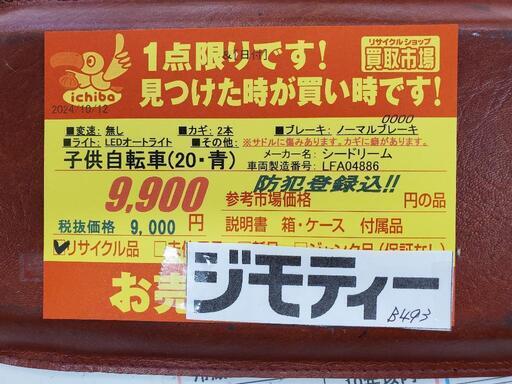 1点限りです!
見つけた時が買い時です!
リサイクルショップ
買取市場
ichiba
2024/10/12
0000
■変速: 無し ■カギ: 2本 ■ブレーキ: ノーマルブレーキ
■ライト: LEDオートライト ■その他: ※サドルに傷みあります。カギに癖があります。
子供自転車(20・青)
メーカー名: シードリーム
車両製造番号: LFA04886
防犯登録込!!
9,900円
税抜価格 9,000
参考市場価格 円の品
説明書 箱・ケース 付属品
リサイクル品
ジャンク品(保証なし)
お売
ジモティー
B493